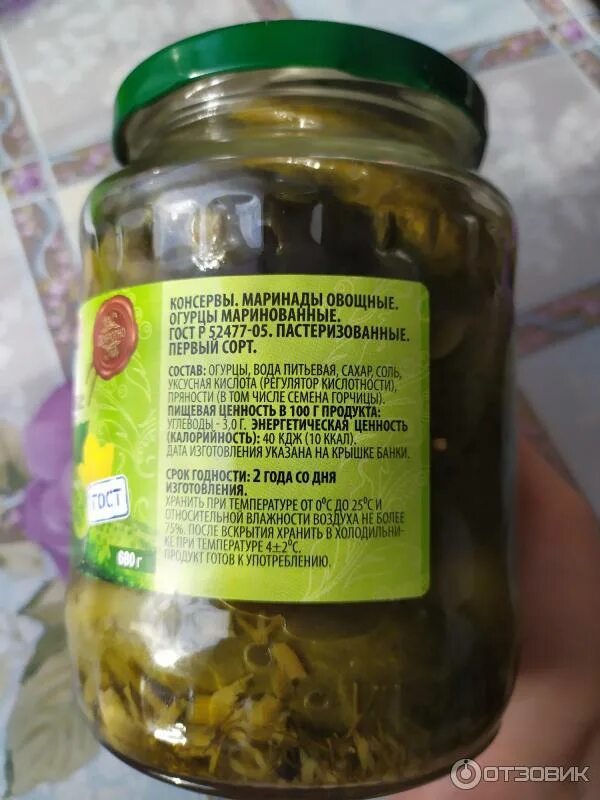 КОНСЕРВЫ. МАРИНАДЫ ОВОЩНЫЕ.
ОГУРЦЫ МАРИНОВАННЫЕ.
ГОСТ Р 52477-05. ПАСТЕРИЗОВАННЫЕ.
ПЕРВЫЙ СОРТ.
СОСТАВ: ОГУРЦЫ, ВОДА ПИТЬЕВАЯ, САХАР, СОЛЬ,
УКСУСНАЯ КИСЛОТА (РЕГУЛЯТОР КИСЛОТНОСТИ),
ПРЯНОСТИ (В ТОМ ЧИСЛЕ СЕМЕНА ГОРЧИЦЫ).
ПИЩЕВАЯ ЦЕННОСТЬ В 100 Г ПРОДУКТА:
УГЛЕВОДЫ - 3,0 Г. ЭНЕРГЕТИЧЕСКАЯ ЦЕННОСТЬ
(КАЛОРИЙНОСТЬ): 40 КДЖ (10 ККАЛ).
ДАТА ИЗГОТОВЛЕНИЯ УКАЗАНА НА КРЫШКЕ БАНКИ.
СРОК ГОДНОСТИ: 2 ГОДА СО ДНЯ
ИЗГОТОВЛЕНИЯ.
ХРАНИТЬ ПРИ ТЕМПЕРАТУРЕ ОТ 0°С ДО 25°С И
ОТНОСИТЕЛЬНОЙ ВЛАЖНОСТИ ВОЗДУХА НЕ БОЛЕЕ
75%. ПОСЛЕ ВСКРЫТИЯ ХРАНИТЬ В ХОЛОДИЛЬНИ-
КЕ ПРИ ТЕМПЕРАТУРЕ 4±2°С.
ПРОДУКТ ГОТОВ К УПОТРЕБЛЕНИЮ.
ГОСТ
680 г
ОТЗОВИК